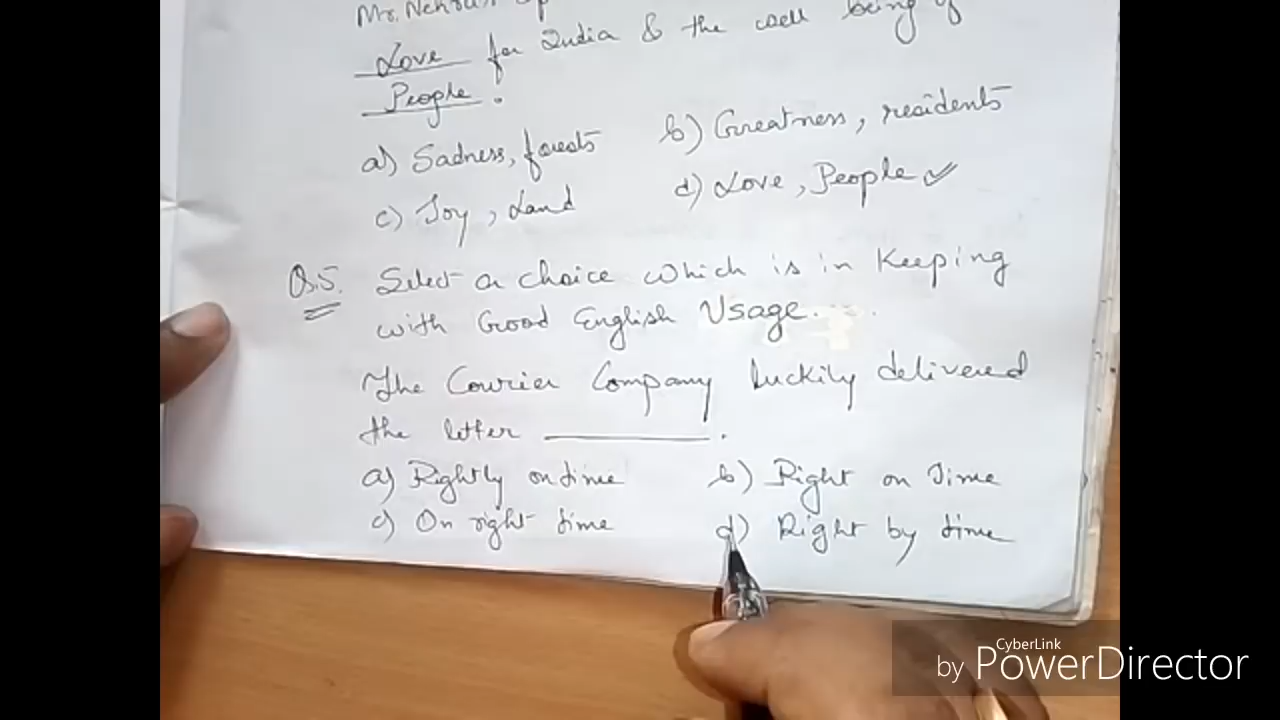 Mr. Nehru's
Love for India & the well being of
People.
a) Sadness, forests b) Greatness, residents
c) Joy, Land d) Love, People ✓
Q.5. Select a choice which is in Keeping
with Good English Usage.
The Courier Company luckily delivered
the letter ________.
a) Rightly on time b) Right on Time
c) On right time d) Right by time
CyberLink
by PowerDirector